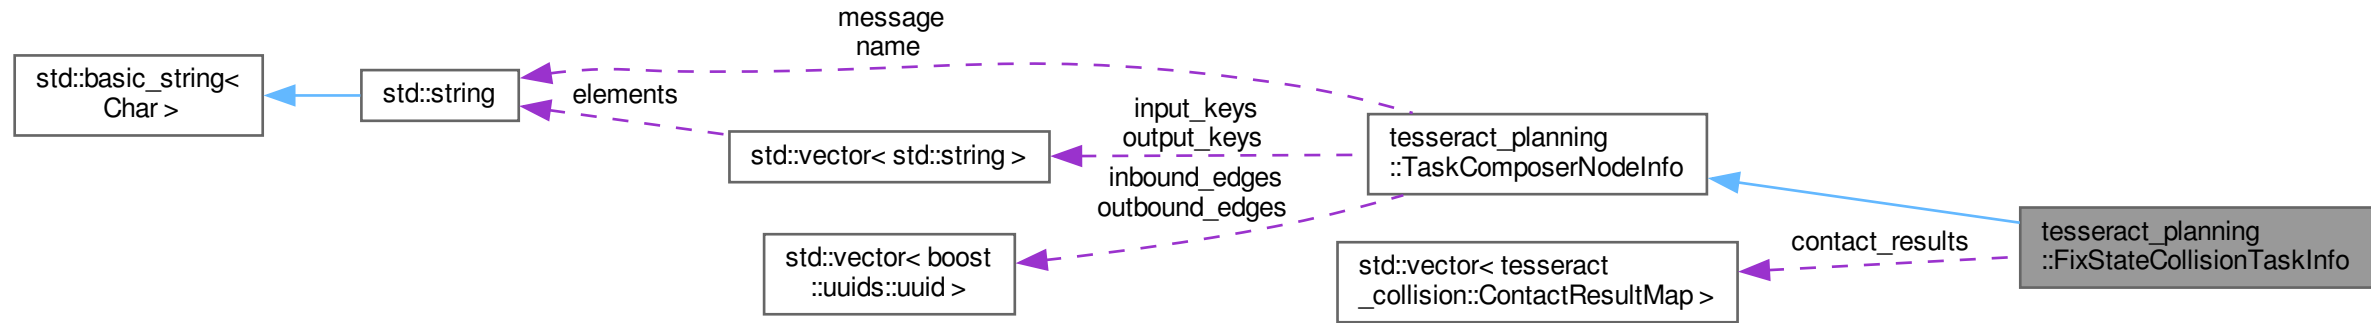 message
name
std::basic_string<
Char >
std::string
elements
input_keys
output_keys
std::vector< std::string >
tesseract_planning
::TaskComposerNodeInfo
inbound_edges
outbound_edges
std::vector< boost
::uuids::uuid >
contact_results
std::vector< tesseract
_collision::ContactResultMap >
tesseract_planning
::FixStateCollisionTaskInfo